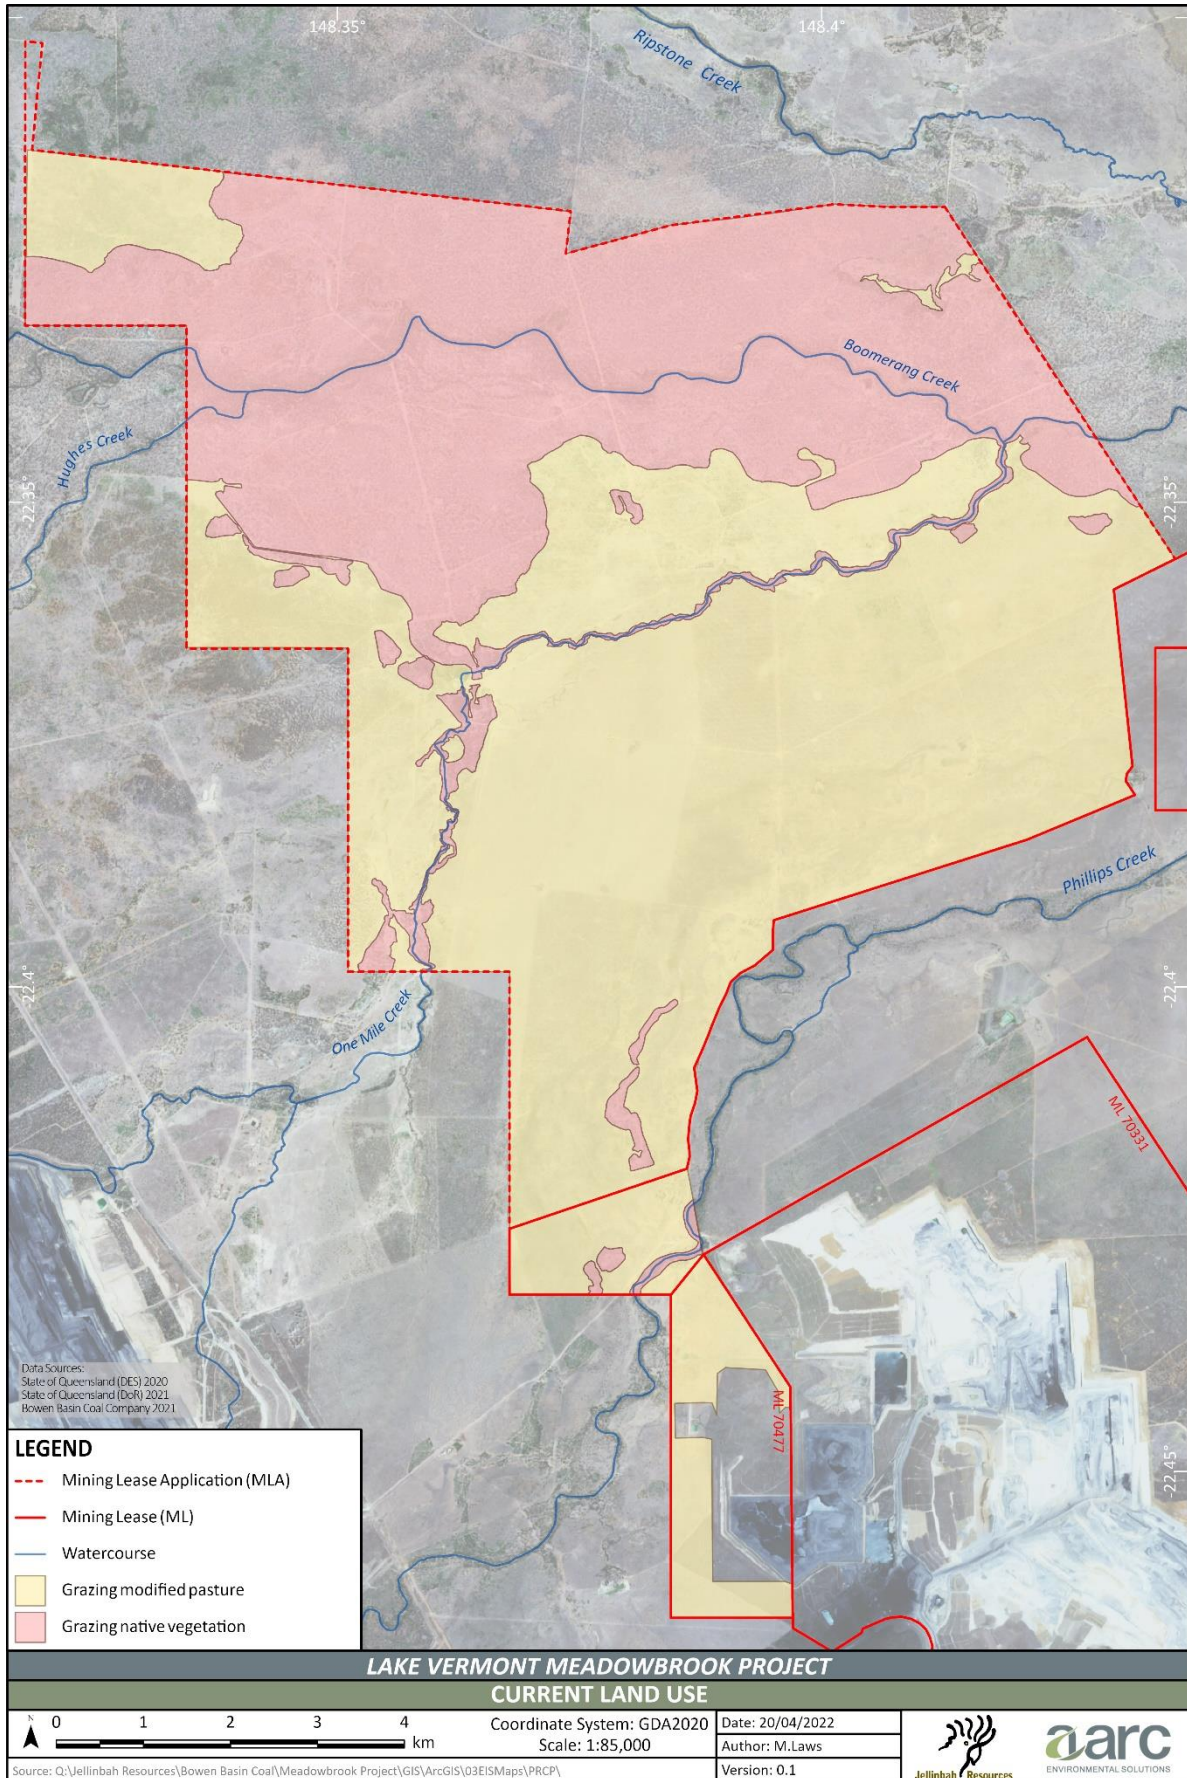 148.35°
148.4°
Ripstone Creek
Boomerang Creek
Hughes Creek
-22.35°
-22.35°
Phillips Creek
-22.4°
-22.4°
One Mile Creek
ML 70331
ML 70477
-22.45°
Data Sources:
State of Queensland (DES) 2020
State of Queensland (DoR) 2021
Bowen Basin Coal Company 2021
LEGEND
Mining Lease Application (MLA)
Mining Lease (ML)
Watercourse
Grazing modified pasture
Grazing native vegetation
LAKE VERMONT MEADOWBROOK PROJECT
CURRENT LAND USE
N
0 1 2 3 4
km
Coordinate System: GDA2020
Scale: 1:85,000
Date: 20/04/2022
Author: M.Laws
Version: 0.1
Source: Q:\Jellinbah Resources\Bowen Basin Coal\Meadowbrook Project\GIS\ArcGIS\03EISMaps\PRCP\
Jellinbah Resources
aarc
ENVIRONMENTAL SOLUTIONS